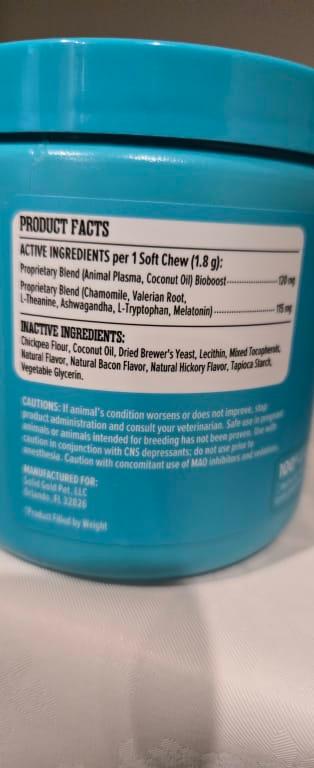 PRODUCT FACTS
ACTIVE INGREDIENTS per 1 Soft Chew (1.8 g):
Proprietary Blend (Animal Plasma, Coconut Oil) Bioboost 120 mg
Proprietary Blend (Chamomile, Valerian Root,
L-Theanine, Ashwagandha, L-Tryptophan, Melatonin) 115 mg
INACTIVE INGREDIENTS:
Chickpea Flour, Coconut Oil, Dried Brewer's Yeast, Lecithin, Mixed Tocopherols,
Natural Flavor, Natural Bacon Flavor, Natural Hickory Flavor, Tapioca Starch,
Vegetable Glycerin.
CAUTIONS: If animal's condition worsens or does not improve, stop
product administration and consult your veterinarian. Safe use in pregnant
animals or animals intended for breeding has not been proven. Use with
caution in conjunction with CNS depressants; do not use prior to
anesthesia. Caution with concomitant use of MAO inhibitors and
MANUFACTURED FOR:
Solid Gold Pet, LLC
Orlando, FL 32826
*Product Filled by Weight